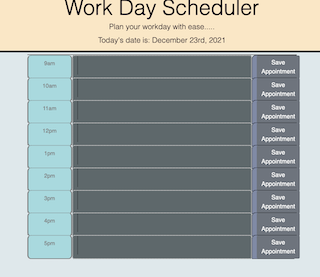 Work Day Scheduler
Plan your workday with ease.....
Today's date is: December 23rd, 2021
9am
Save
Appointment
10am
Save
Appointment
11am
Save
Appointment
12pm
Save
Appointment
1pm
Save
Appointment
2pm
Save
Appointment
3pm
Save
Appointment
4pm
Save
Appointment
5pm
Save
Appointment